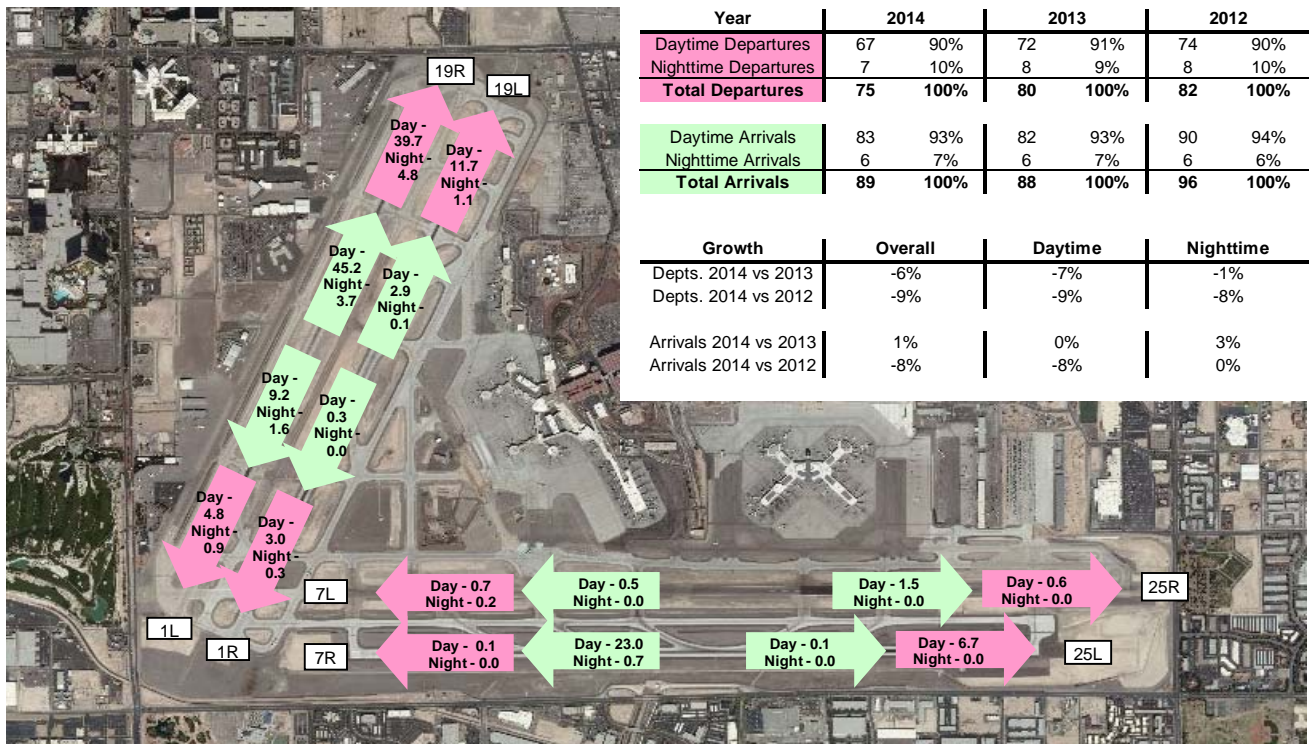 Year 2014 2013 2012
Daytime Departures 67 90% 72 91% 74 90%
Nighttime Departures 7 10% 8 9% 8 10%
Total Departures 75 100% 80 100% 82 100%
Daytime Arrivals 83 93% 82 93% 90 94%
Nighttime Arrivals 6 7% 6 7% 6 6%
Total Arrivals 89 100% 88 100% 96 100%
Growth Overall Daytime Nighttime
Depts. 2014 vs 2013 -6% -7% -1%
Depts. 2014 vs 2012 -9% -9% -8%
Arrivals 2014 vs 2013 1% 0% 3%
Arrivals 2014 vs 2012 -8% -8% 0%
19R
19L
Day -
39.7
Night -
4.8
Day -
11.7
Night -
1.1
Day -
45.2
Night -
3.7
Day -
2.9
Night -
0.1
Day -
9.2
Night -
1.6
Day -
0.3
Night -
0.0
Day -
4.8
Night -
0.9
Day -
3.0
Night -
0.3
1L
1R
7L
Day - 0.7
Night - 0.2
Day - 0.5
Night - 0.0
Day - 1.5
Night - 0.0
Day - 0.6
Night - 0.0
25R
7R
Day - 0.1
Night - 0.0
Day - 23.0
Night - 0.7
Day - 0.1
Night - 0.0
Day - 6.7
Night - 0.0
25L